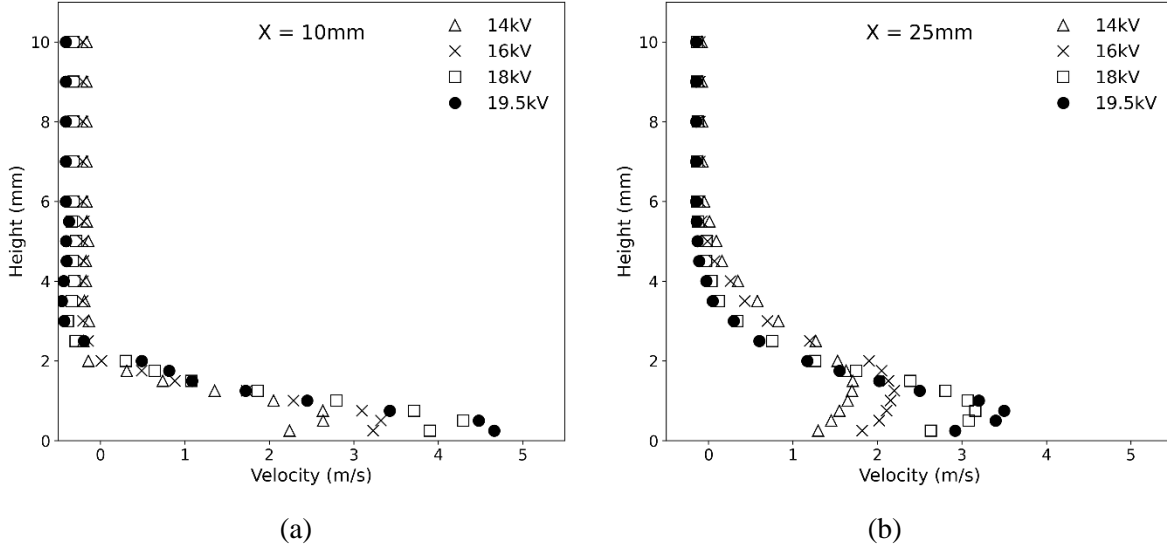 X = 10mm
14kV
16kV
18kV
19.5kV
10
8
6
4
2
0
Height (mm)
0 1 2 3 4 5
Velocity (m/s)
(a)
X = 25mm
14kV
16kV
18kV
19.5kV
10
8
6
4
2
0
Height (mm)
0 1 2 3 4 5
Velocity (m/s)
(b)